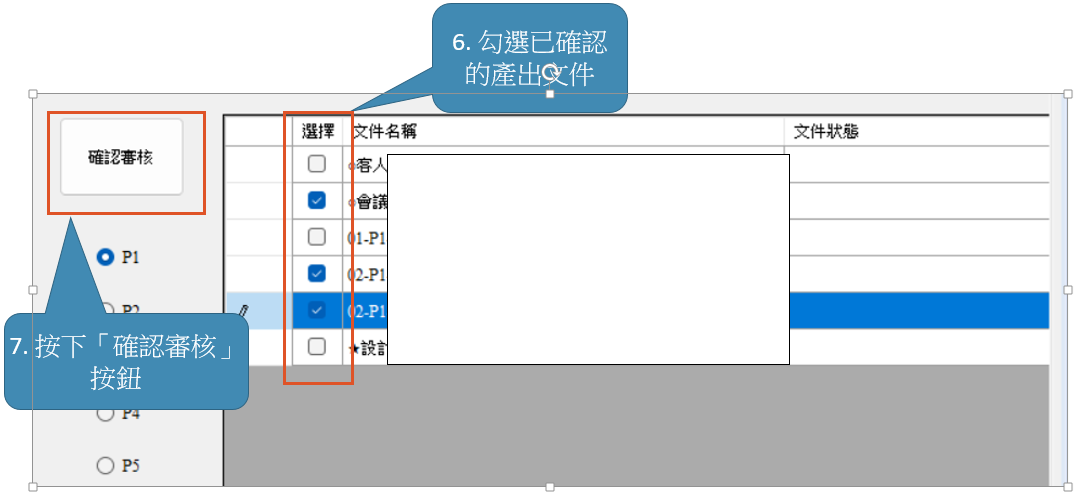 6. 勾選已確認
的產出文件
確認審核
選擇 文件名稱 文件狀態
客人
會議
01-P1
02-P1
02-P1
★設計
P1
P2
7. 按下「確認審核」
按鈕
P4
P5